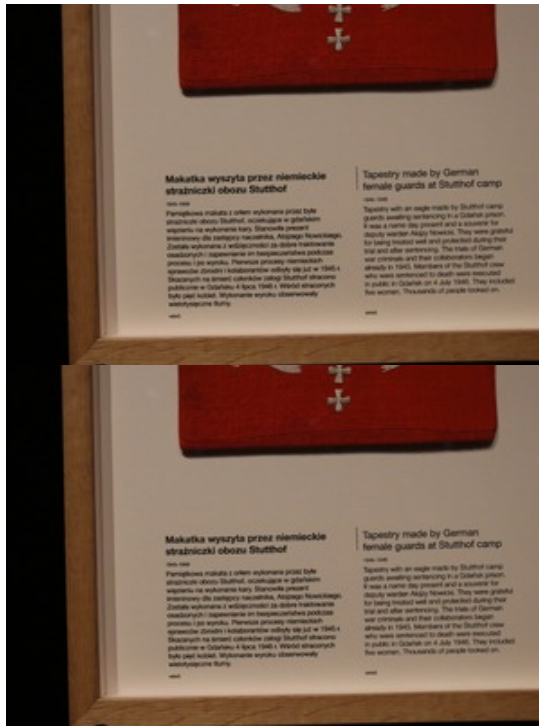 Makatka wyszyta przez niemieckie
strażniczki obozu Stutthof
1945-1946
Pamiątkowa makata z orłem wykonana przez byłe
strażniczki obozu Stutthof, oczekujące w gdańskim
więzieniu na wykonanie kary. Stanowiła prezent
imieninowy dla zastępcy naczelnika, Alojzego Nowickiego.
Została wykonana z wdzięczności za dobre traktowanie
osadzonych i zapewnienie im bezpieczeństwa podczas
procesu i po wyroku. Pierwsze procesy niemieckich
sprawców zbrodni i kolaborantów odbyły się już w 1945 r.
Skazanych na śmierć członków załogi Stutthof stracono
publicznie w Gdańsku 4 lipca 1946 r. Wśród straconych
było pięć kobiet. Wykonanie wyroku obserwowały
wielotysięczne tłumy.
Tapestry made by German
female guards at Stutthof camp
1945-1946
Tapestry with an eagle made by Stutthof camp
guards awaiting sentencing in a Gdańsk prison.
It was a name day present and a souvenir for
deputy warden Alojzy Nowicki. They were grateful
for being treated well and protected during their
trial and after sentencing. The trials of German
war criminals and their collaborators began
already in 1945. Members of the Stutthof crew
who were sentenced to death were executed
in public in Gdańsk on 4 July 1946. They included
five women. Thousands of people looked on.
Makatka wyszyta przez niemieckie
strażniczki obozu Stutthof
1945-1946
Pamiątkowa makata z orłem wykonana przez byłe
strażniczki obozu Stutthof, oczekujące w gdańskim
więzieniu na wykonanie kary. Stanowiła prezent
imieninowy dla zastępcy naczelnika, Alojzego Nowickiego.
Została wykonana z wdzięczności za dobre traktowanie
osadzonych i zapewnienie im bezpieczeństwa podczas
procesu i po wyroku. Pierwsze procesy niemieckich
sprawców zbrodni i kolaborantów odbyły się już w 1945 r.
Skazanych na śmierć członków załogi Stutthof stracono
publicznie w Gdańsku 4 lipca 1946 r. Wśród straconych
było pięć kobiet. Wykonanie wyroku obserwowały
wielotysięczne tłumy.
Tapestry made by German
female guards at Stutthof camp
1945-1946
Tapestry with an eagle made by Stutthof camp
guards awaiting sentencing in a Gdańsk prison.
It was a name day present and a souvenir for
deputy warden Alojzy Nowicki. They were grateful
for being treated well and protected during their
trial and after sentencing. The trials of German
war criminals and their collaborators began
already in 1945. Members of the Stutthof crew
who were sentenced to death were executed
in public in Gdańsk on 4 July 1946. They included
five women. Thousands of people looked on.